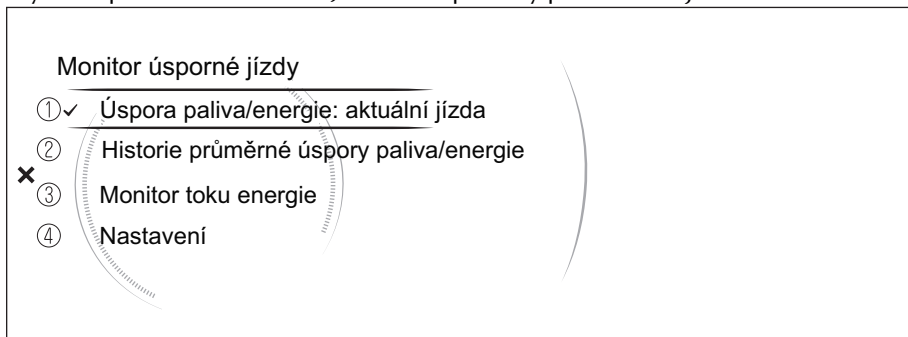 Monitor úsporné jízdy
① ✓ Úspora paliva/energie: aktuální jízda
② Historie průměrné úspory paliva/energie
③ Monitor toku energie
④ Nastavení